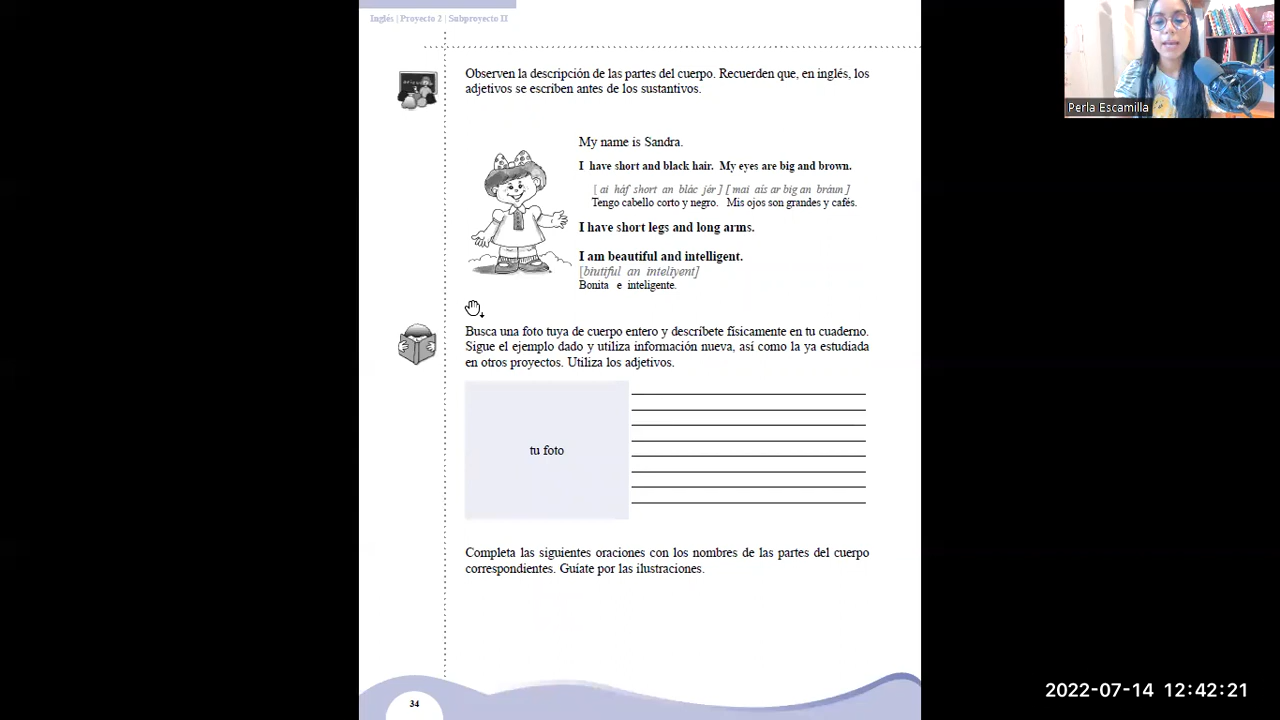 Inglés | Proyecto 2 | Subproyecto II
Observen la descripción de las partes del cuerpo. Recuerden que, en inglés, los
adjetivos se escriben antes de los sustantivos.
My name is Sandra.
I have short and black hair. My eyes are big and brown.
[ ai háf short an blác jér ] [ mai aís ar big an bráun ]
Tengo cabello corto y negro. Mis ojos son grandes y cafés.
I have short legs and long arms.
I am beautiful and intelligent.
[biutiful an inteliyent]
Bonita e inteligente.
Busca una foto tuya de cuerpo entero y descríbete físicamente en tu cuaderno.
Sigue el ejemplo dado y utiliza información nueva, así como la ya estudiada
en otros proyectos. Utiliza los adjetivos.
tu foto
Completa las siguientes oraciones con los nombres de las partes del cuerpo
correspondientes. Guíate por las ilustraciones.
34
Perla Escamilla
2022-07-14 12:42:21